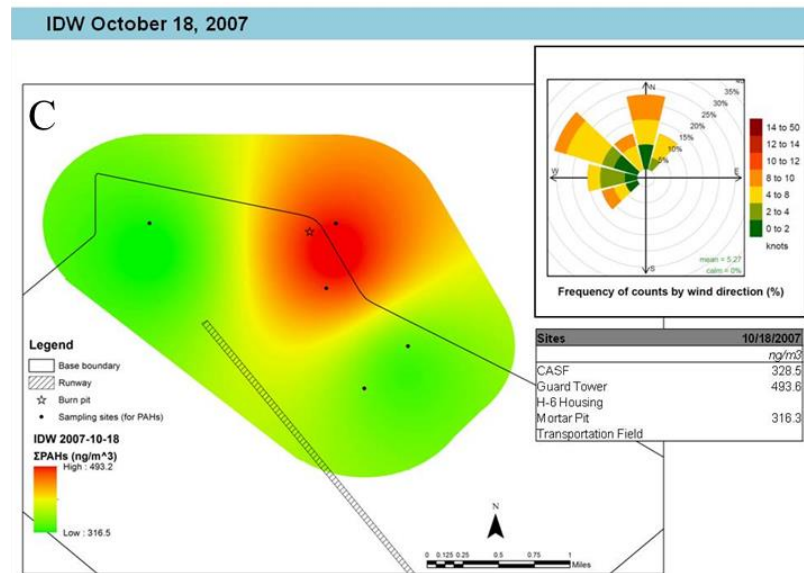 IDW October 18, 2007
C
N
W
E
S
5%
10%
15%
20%
25%
30%
35%
14 to 50
12 to 14
10 to 12
8 to 10
4 to 8
2 to 4
0 to 2
knots
mean = 5.27
calm = 0%
Frequency of counts by wind direction (%)
Sites 10/18/2007
ng/m3
CASF 328.5
Guard Tower 493.6
H-6 Housing
Mortar Pit 316.3
Transportation Field
Legend
Base boundary
Runway
Burn pit
Sampling sites (for PAHs)
IDW 2007-10-18
ΣPAHs (ng/m^3)
High : 493.2
Low : 316.5
N
0 0.125 0.25 0.5 0.75 1
Miles